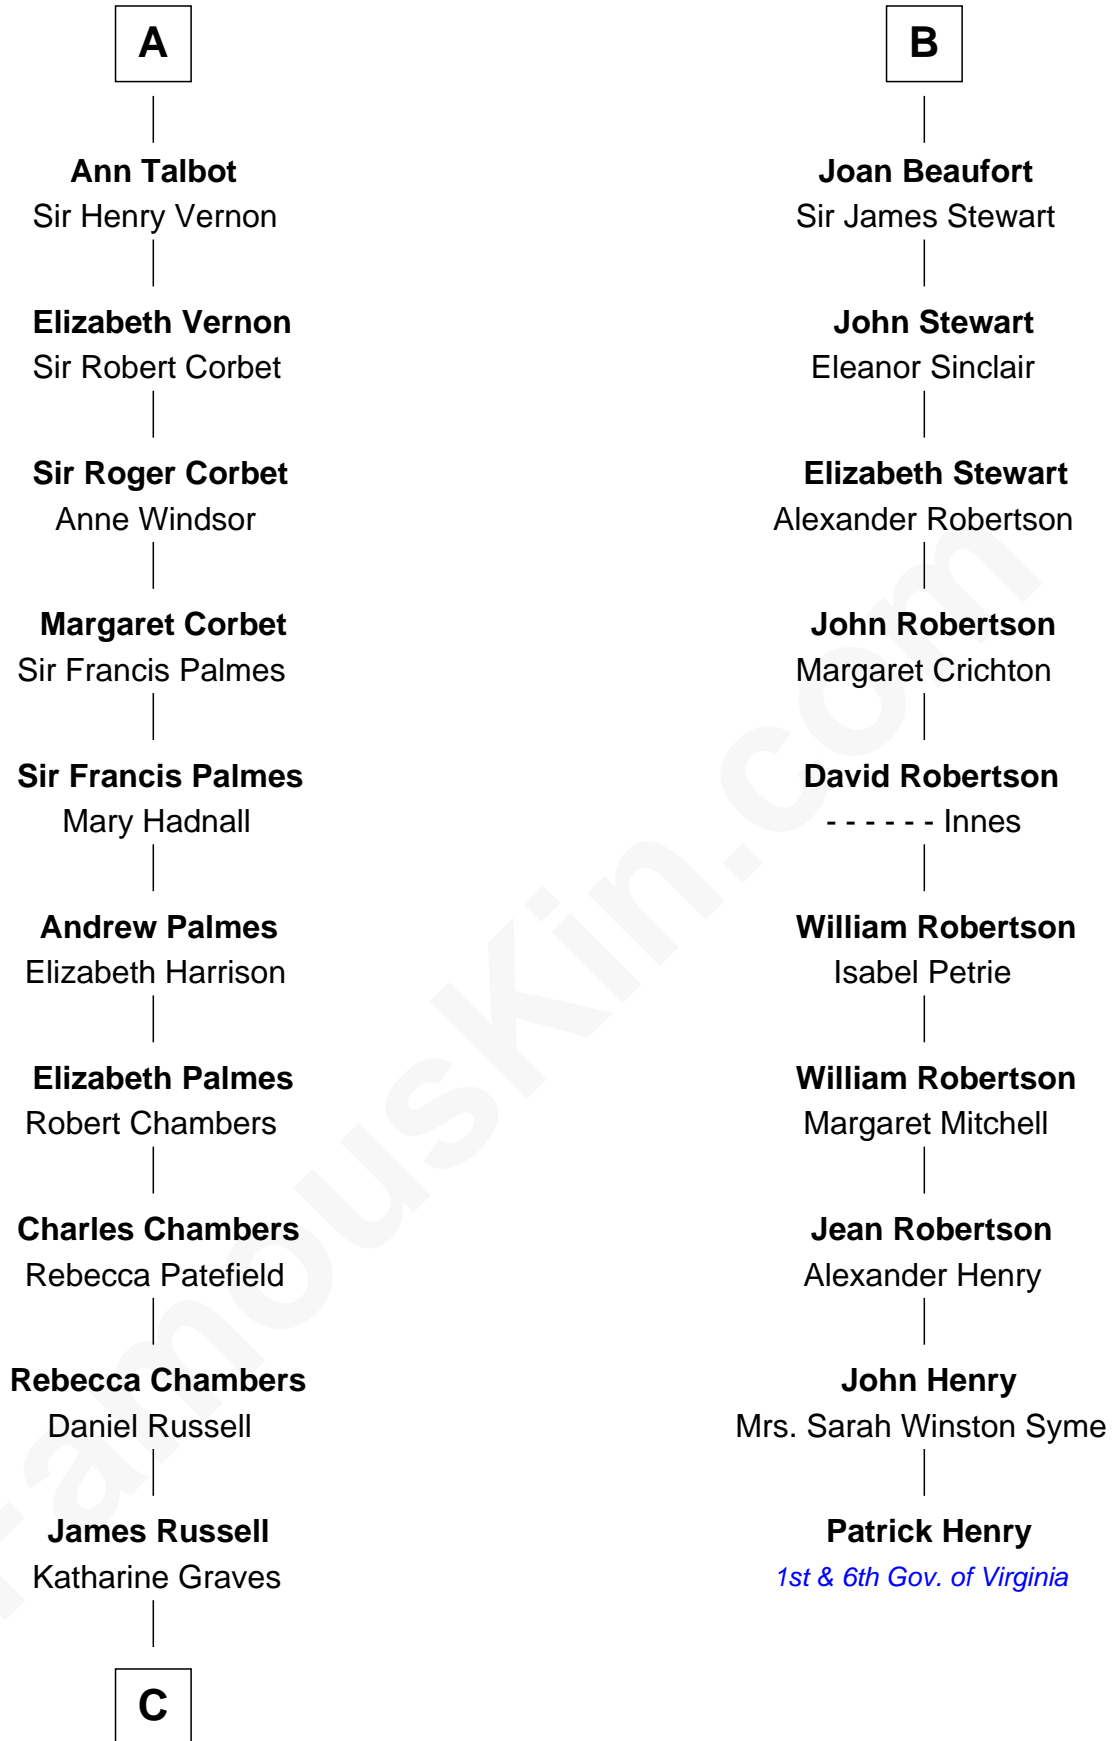 A
Ann Talbot
Sir Henry Vernon
Elizabeth Vernon
Sir Robert Corbet
Sir Roger Corbet
Anne Windsor
Margaret Corbet
Sir Francis Palmes
Sir Francis Palmes
Mary Hadnall
Andrew Palmes
Elizabeth Harrison
Elizabeth Palmes
Robert Chambers
Charles Chambers
Rebecca Patefield
Rebecca Chambers
Daniel Russell
James Russell
Katharine Graves
C
B
Joan Beaufort
Sir James Stewart
John Stewart
Eleanor Sinclair
Elizabeth Stewart
Alexander Robertson
John Robertson
Margaret Crichton
David Robertson
- - - - - - Innes
William Robertson
Isabel Petrie
William Robertson
Margaret Mitchell
Jean Robertson
Alexander Henry
John Henry
Mrs. Sarah Winston Syme
Patrick Henry
1st & 6th Gov. of Virginia
FamousKin.com